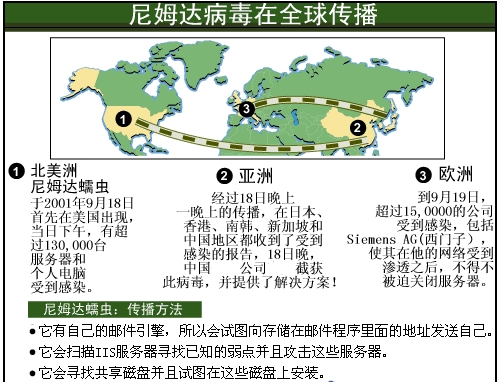 尼姆达病毒在全球传播
1
3
2
1 北美洲
尼姆达蠕虫
于2001年9月18日
首先在美国出现，
当日下午，有超
过130,000台
服务器和
个人电脑
受到感染。
2 亚洲
经过18日晚上
一晚上的传播，在日本、
香港、南韩、新加坡和
中国地区都收到了受到
感染的报告，18日晚，
中国 公司 截获
此病毒，并提供了解决方案！
3 欧洲
到9月19日，
超过15,0000的公司
受到感染，包括
Siemens AG(西门子)，
使其在他的网络受到
渗透之后，不得不
被迫关闭服务器。
尼姆达蠕虫：传播方法
●它有自己的邮件引擎，所以会试图向存储在邮件程序里面的地址发送自己。
●它会扫描IIS服务器寻找已知的弱点并且攻击这些服务器。
●它会寻找共享磁盘并且试图在这些磁盘上安装。